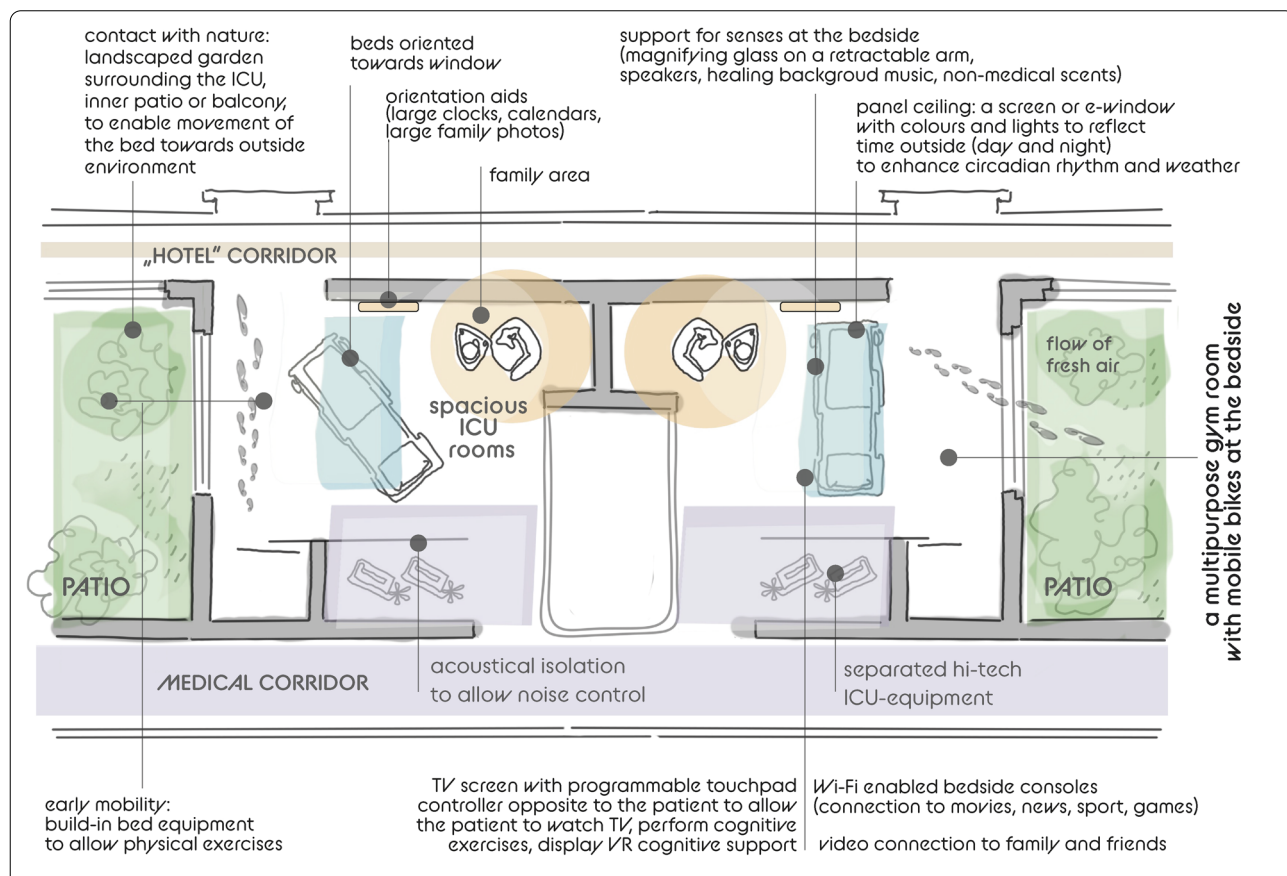 contact with nature:
landscaped garden
surrounding the ICU,
inner patio or balcony,
to enable movement of
the bed towards outside
environment
beds oriented
towards window
orientation aids
(large clocks, calendars,
large family photos)
family area
support for senses at the bedside
(magnifying glass on a retractable arm,
speakers, healing backgroud music, non-medical scents)
panel ceiling: a screen or e-window
with colours and lights to reflect
time outside (day and night)
to enhance circadian rhythm and weather
„HOTEL” CORRIDOR
flow of
fresh air
spacious
ICU
rooms
a multipurpose gym room
with mobile bikes at the bedside
PATIO
PATIO
MEDICAL CORRIDOR
acoustical isolation
to allow noise control
separated hi-tech
ICU-equipment
early mobility:
build-in bed equipment
to allow physical exercises
TV screen with programmable touchpad
controller opposite to the patient to allow
the patient to watch TV, perform cognitive
exercises, display VR cognitive support
Wi-Fi enabled bedside consoles
(connection to movies, news, sport, games)
video connection to family and friends